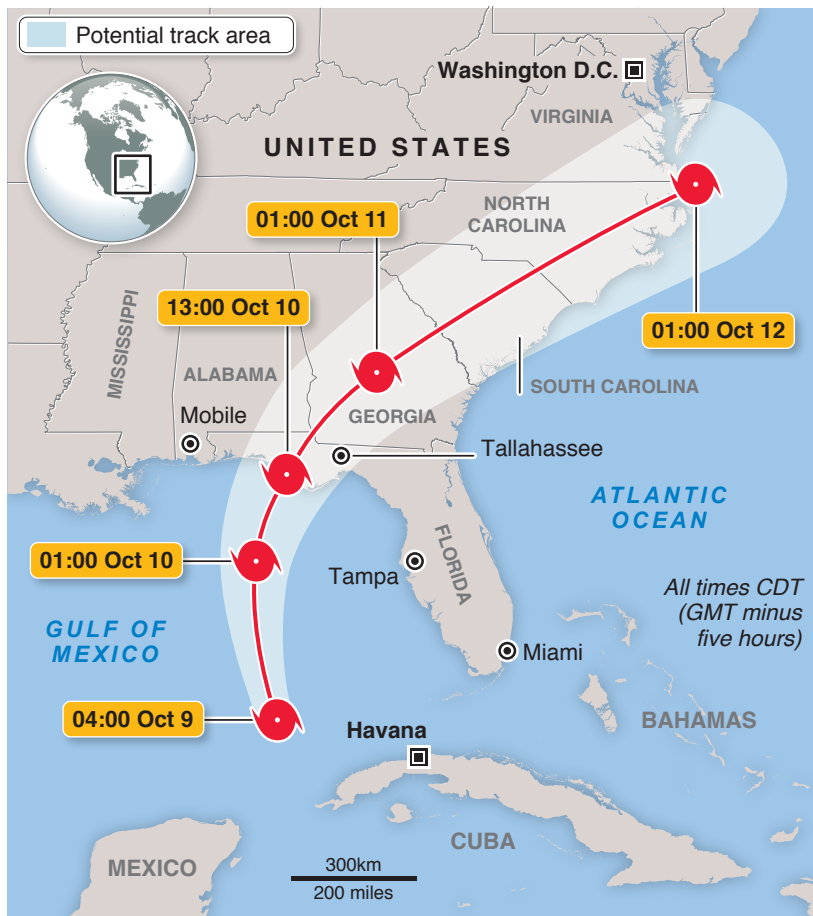 Potential track area
Washington D.C.
VIRGINIA
UNITED STATES
01:00 Oct 11
NORTH
CAROLINA
13:00 Oct 10
01:00 Oct 12
MISSISSIPPI
ALABAMA
SOUTH CAROLINA
Mobile
GEORGIA
Tallahassee
ATLANTIC
OCEAN
01:00 Oct 10
Tampa
FLORIDA
All times CDT
(GMT minus
five hours)
GULF OF
MEXICO
Miami
04:00 Oct 9
Havana
BAHAMAS
CUBA
MEXICO
300km
200 miles